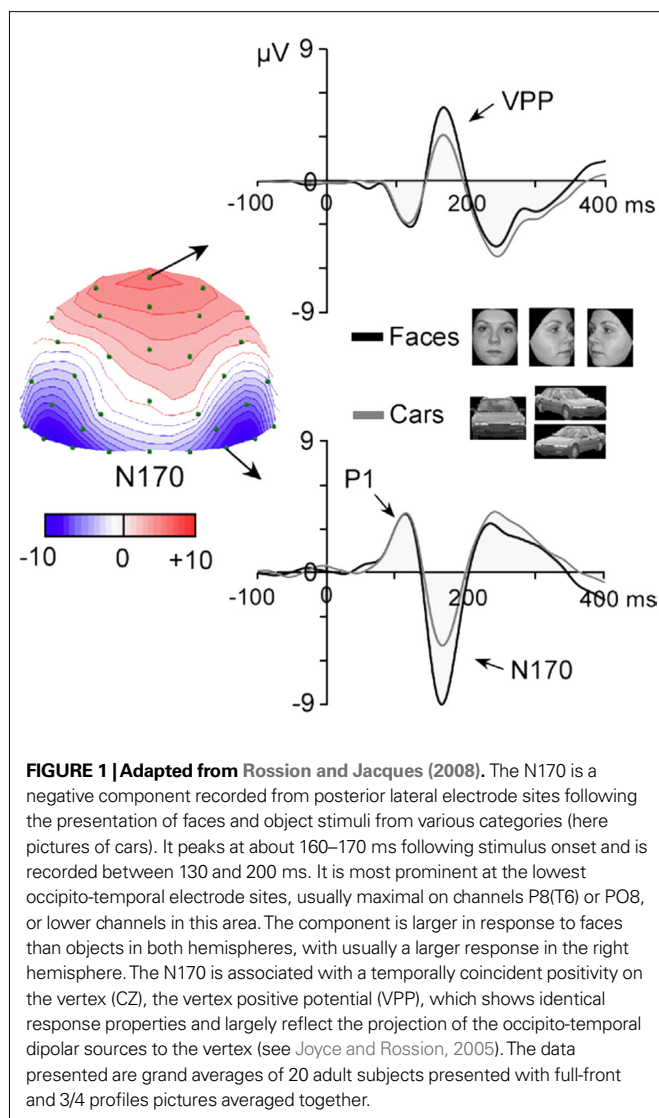 µV 9
VPP
0
-100 0 200 400 ms
-9
Faces
Cars
N170
-10 0 +10
9
P1
0
-100 0 200 400 ms
N170
-9
FIGURE 1 | Adapted from Rossion and Jacques (2008). The N170 is a
negative component recorded from posterior lateral electrode sites following
the presentation of faces and object stimuli from various categories (here
pictures of cars). It peaks at about 160–170 ms following stimulus onset and is
recorded between 130 and 200 ms. It is most prominent at the lowest
occipito-temporal electrode sites, usually maximal on channels P8(T6) or PO8,
or lower channels in this area. The component is larger in response to faces
than objects in both hemispheres, with usually a larger response in the right
hemisphere. The N170 is associated with a temporally coincident positivity on
the vertex (CZ), the vertex positive potential (VPP), which shows identical
response properties and largely reflect the projection of the occipito-temporal
dipolar sources to the vertex (see Joyce and Rossion, 2005). The data
presented are grand averages of 20 adult subjects presented with full-front
and 3/4 profiles pictures averaged together.